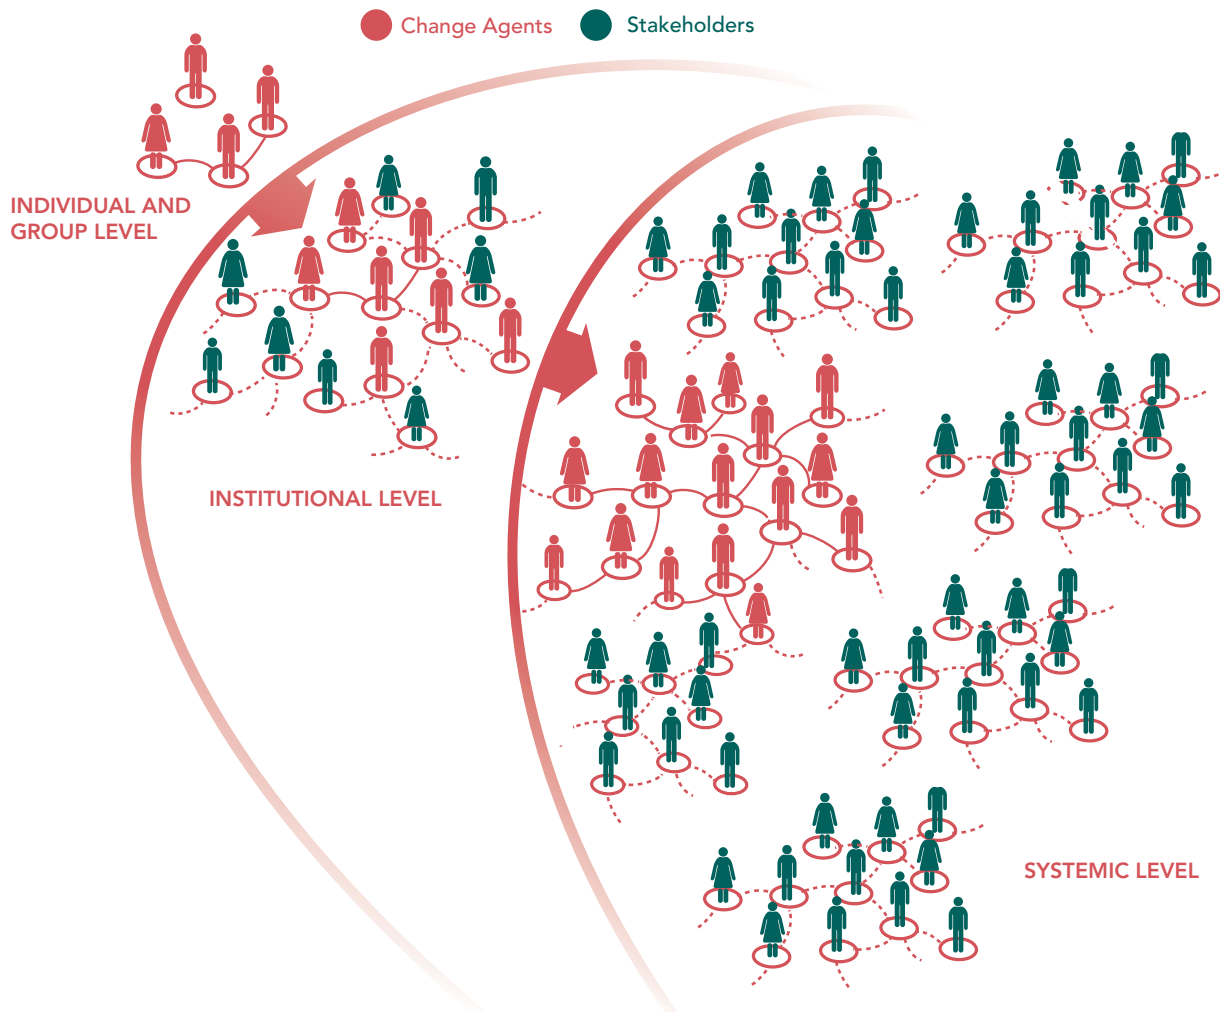 Change Agents
Stakeholders
INDIVIDUAL AND
GROUP LEVEL
INSTITUTIONAL LEVEL
SYSTEMIC LEVEL